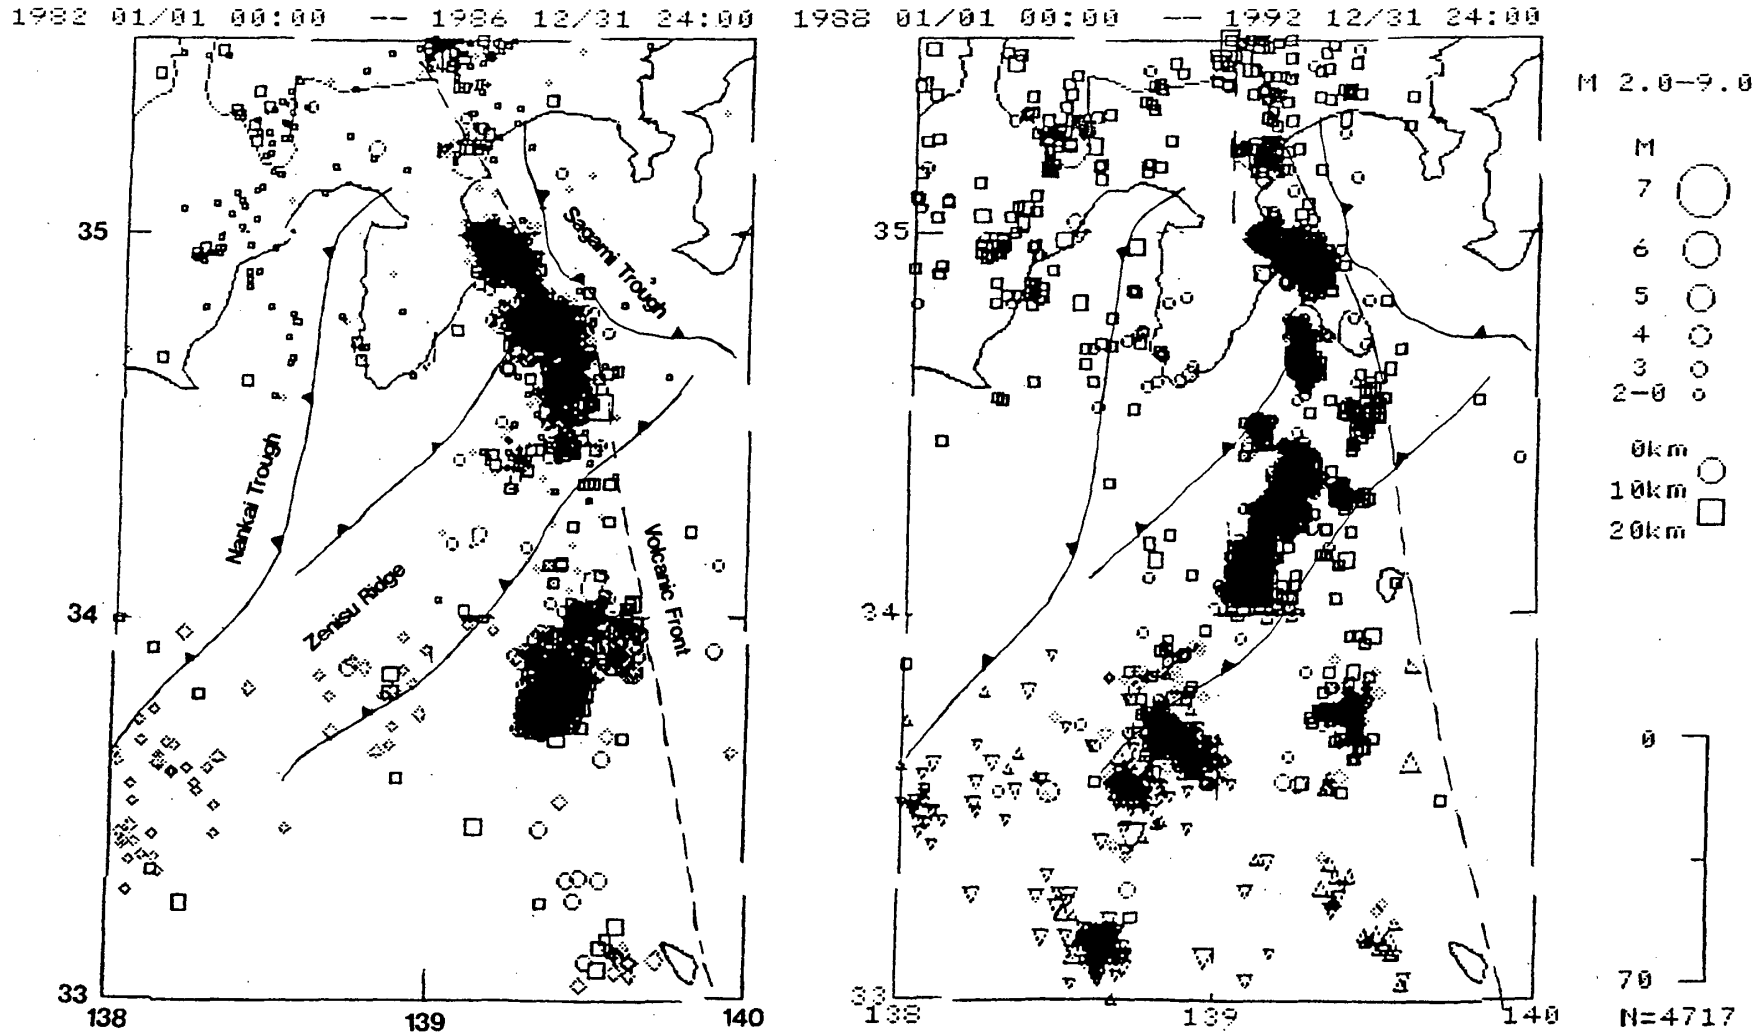 1982 01/01 00:00 -- 1986 12/31 24:00
1988 01/01 00:00 -- 1992 12/31 24:00
M 2.0-9.0
M
7
6
5
4
3
2-0
0km
10km
20km
0
70
N=4717
35
34
33
138
139
140
Nankai Trough
Zenisu Ridge
Sagami Trough
Volcanic Front
35
34
33
138
139
140